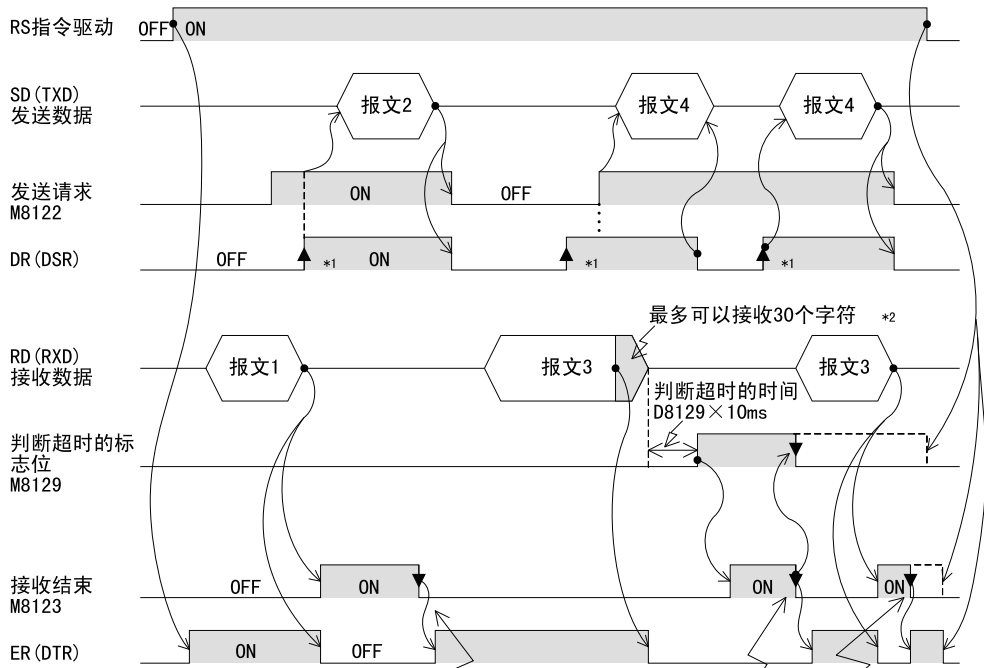 RS指令驱动 OFF ON
SD(TXD)
发送数据
报文2 报文4 报文4
发送请求
M8122
ON OFF
DR(DSR) OFF *1 ON *1 *1
最多可以接收30个字符 *2
RD(RXD)
接收数据
报文1 报文3 报文3
判断超时的时间
D8129×10ms
判断超时的标
志位
M8129
接收结束
M8123
OFF ON ON ON
ER(DTR) ON OFF